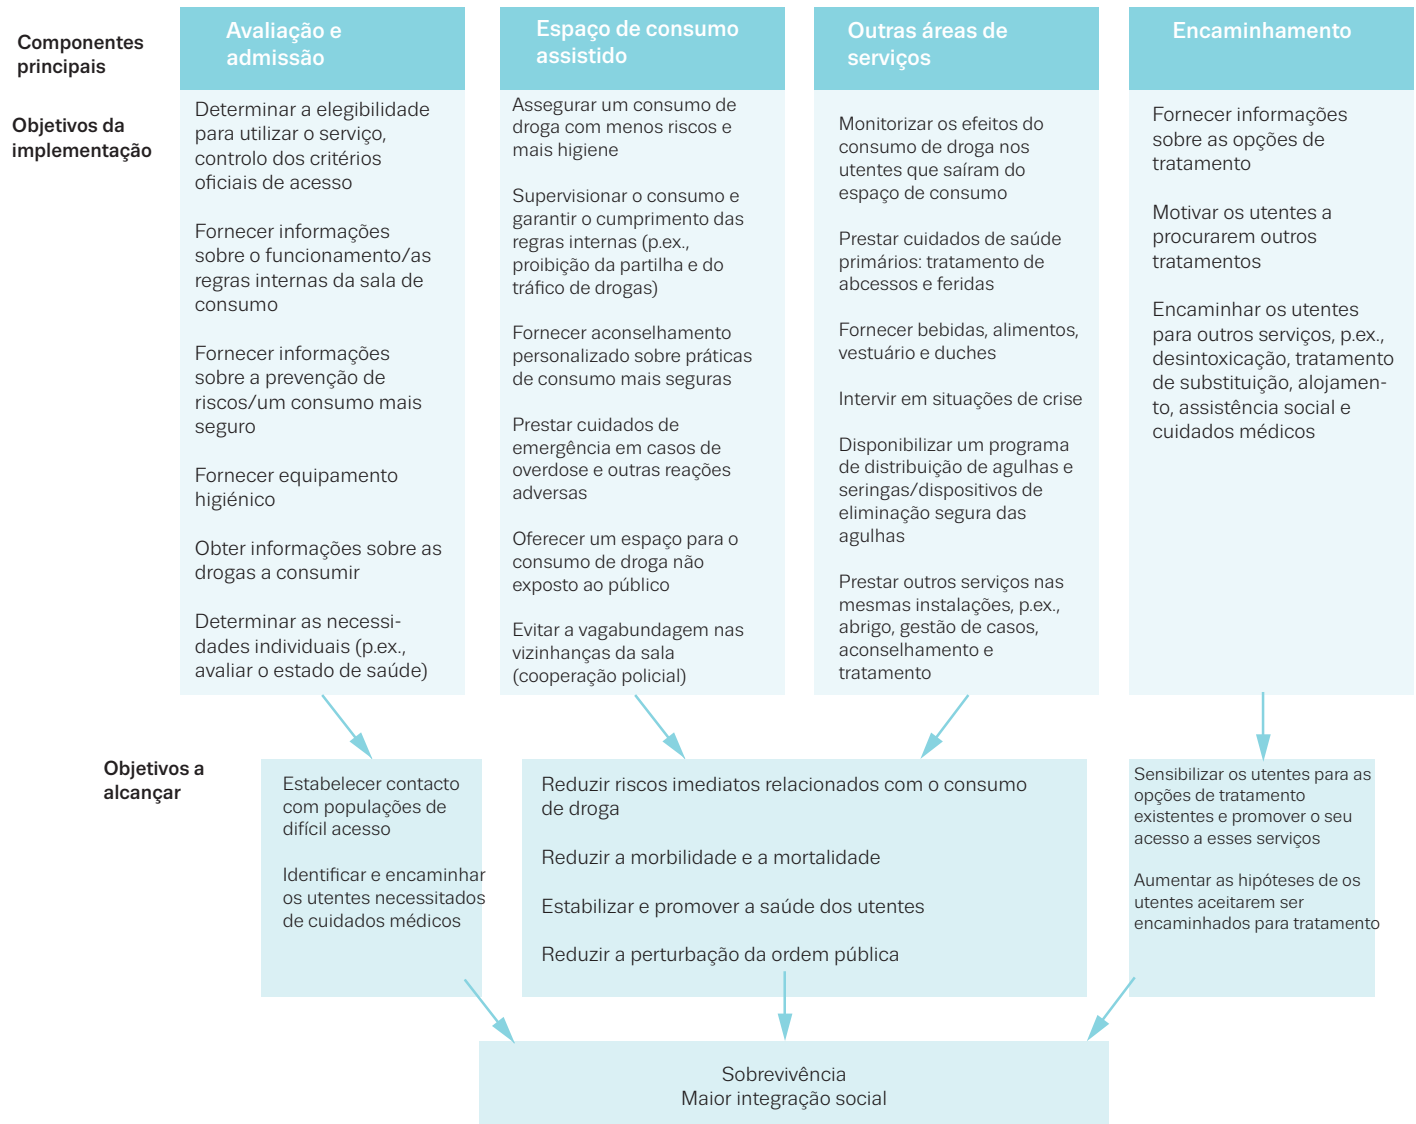 Componentes
principais
Avaliação e
admissão
Espaço de consumo
assistido
Outras áreas de
serviços
Encaminhamento
Objetivos da
implementação
Determinar a elegibilidade
para utilizar o serviço,
controlo dos critérios
oficiais de acesso
Fornecer informações
sobre o funcionamento/as
regras internas da sala de
consumo
Fornecer informações
sobre a prevenção de
riscos/um consumo mais
seguro
Fornecer equipamento
higiénico
Obter informações sobre as
drogas a consumir
Determinar as necessi-
dades individuais (p.ex.,
avaliar o estado de saúde)
Assegurar um consumo de
droga com menos riscos e
mais higiene
Supervisionar o consumo e
garantir o cumprimento das
regras internas (p.ex.,
proibição da partilha e do
tráfico de drogas)
Fornecer aconselhamento
personalizado sobre práticas
de consumo mais seguras
Prestar cuidados de
emergência em casos de
overdose e outras reações
adversas
Oferecer um espaço para o
consumo de droga não
exposto ao público
Evitar a vagabundagem nas
vizinhanças da sala
(cooperação policial)
Monitorizar os efeitos do
consumo de droga nos
utentes que saíram do
espaço de consumo
Prestar cuidados de saúde
primários: tratamento de
abcessos e feridas
Fornecer bebidas, alimentos,
vestuário e duches
Intervir em situações de crise
Disponibilizar um programa
de distribuição de agulhas e
seringas/dispositivos de
eliminação segura das
agulhas
Prestar outros serviços nas
mesmas instalações, p.ex.,
abrigo, gestão de casos,
aconselhamento e
tratamento
Fornecer informações
sobre as opções de
tratamento
Motivar os utentes a
procurarem outros
tratamentos
Encaminhar os utentes
para outros serviços, p.ex.,
desintoxicação, tratamento
de substituição, alojamen-
to, assistência social e
cuidados médicos
Objetivos a
alcançar
Estabelecer contacto
com populações de
difícil acesso
Identificar e encaminhar
os utentes necessitados
de cuidados médicos
Reduzir riscos imediatos relacionados com o consumo
de droga
Reduzir a morbilidade e a mortalidade
Estabilizar e promover a saúde dos utentes
Reduzir a perturbação da ordem pública
Sensibilizar os utentes para as
opções de tratamento
existentes e promover o seu
acesso a esses serviços
Aumentar as hipóteses de os
utentes aceitarem ser
encaminhados para tratamento
Sobrevivência
Maior integração social